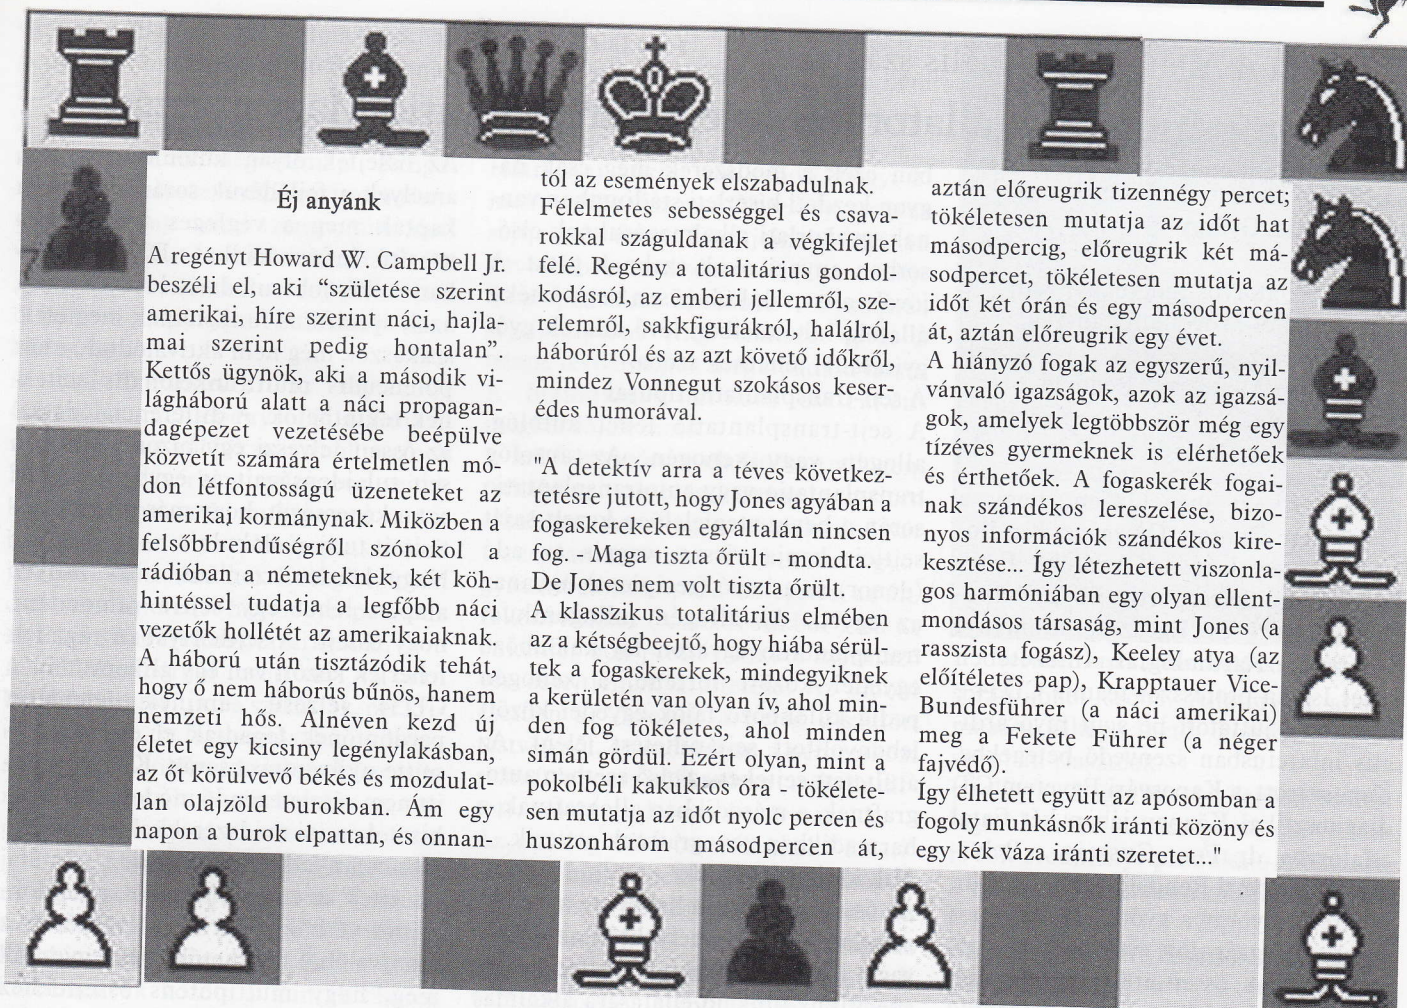 Éj anyánk
A regényt Howard W. Campbell Jr.
beszéli el, aki “születése szerint
amerikai, híre szerint náci, hajla-
mai szerint pedig hontalan”.
Kettős ügynök, aki a második vi-
lágháború alatt a náci propagan-
dagépezet vezetésébe beépülve
közvetít számára értelmetlen mó-
don létfontosságú üzeneteket az
amerikai kormánynak. Miközben a
felsőbbrendűségről szónokol a
rádióban a németeknek, két köh-
hintéssel tudatja a legfőbb náci
vezetők hollétét az amerikaiaknak.
A háború után tisztázódik tehát,
hogy ő nem háborús bűnös, hanem
nemzeti hős. Álnéven kezd új
életet egy kicsiny legénylakásban,
az őt körülvevő békés és mozdulat-
lan olajzöld burokban. Ám egy
napon a burok elpattan, és onnan-
tól az események elszabadulnak.
Félelmetes sebességgel és csava-
rokkal száguldanak a végkifejlet
felé. Regény a totalitárius gondol-
kodásról, az emberi jellemről, sze-
relemről, sakkfigurákról, halálról,
háborúról és az azt követő időkről,
mindez Vonnegut szokásos keser-
édes humorával.
"A detektív arra a téves következ-
tetésre jutott, hogy Jones agyában a
fogaskerekeken egyáltalán nincsen
fog. - Maga tiszta őrült - mondta.
De Jones nem volt tiszta őrült.
A klasszikus totalitárius elmében
az a kétségbeejtő, hogy hiába sérül-
tek a fogaskerekek, mindegyiknek
a kerületén van olyan ív, ahol min-
den fog tökéletes, ahol minden
simán gördül. Ezért olyan, mint a
pokolbéli kakukkos óra - tökélete-
sen mutatja az időt nyolc percen és
huszonhárom másodpercen át,
aztán előreugrik tizennégy percet;
tökéletesen mutatja az időt hat
másodpercig, előreugrik két má-
sodpercet, tökéletesen mutatja az
időt két órán és egy másodpercen
át, aztán előreugrik egy évet.
A hiányzó fogak az egyszerű, nyil-
vánvaló igazságok, azok az igazsá-
gok, amelyek legtöbbször még egy
tízéves gyermeknek is elérhetőek
és érthetőek. A fogaskerék fogai-
nak szándékos lereszelése, bizo-
nyos információk szándékos kire-
kesztése... Így létezhetett viszonla-
gos harmóniában egy olyan ellent-
mondásos társaság, mint Jones (a
rasszista fogász), Keeley atya (az
előítéletes pap), Krapptauer Vice-
Bundesführer (a náci amerikai)
meg a Fekete Führer (a néger
fajvédő).
Így élhetett együtt az apósomban a
fogoly munkásnők iránti közöny és
egy kék váza iránti szeretet..."